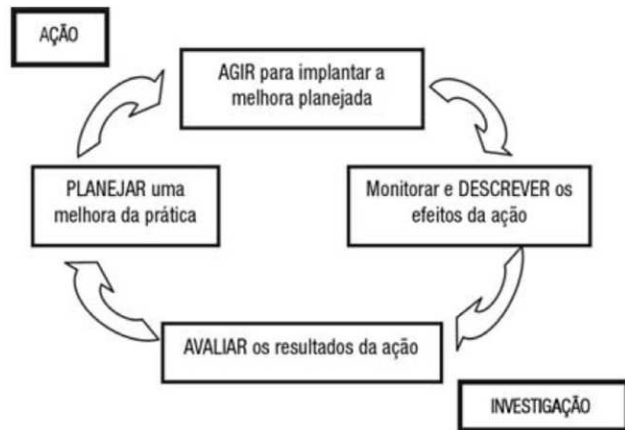 AÇÃO
AGIR para implantar a
melhora planejada
PLANEJAR uma
melhora da prática
Monitorar e DESCREVER os
efeitos da ação
AVALIAR os resultados da ação
INVESTIGAÇÃO